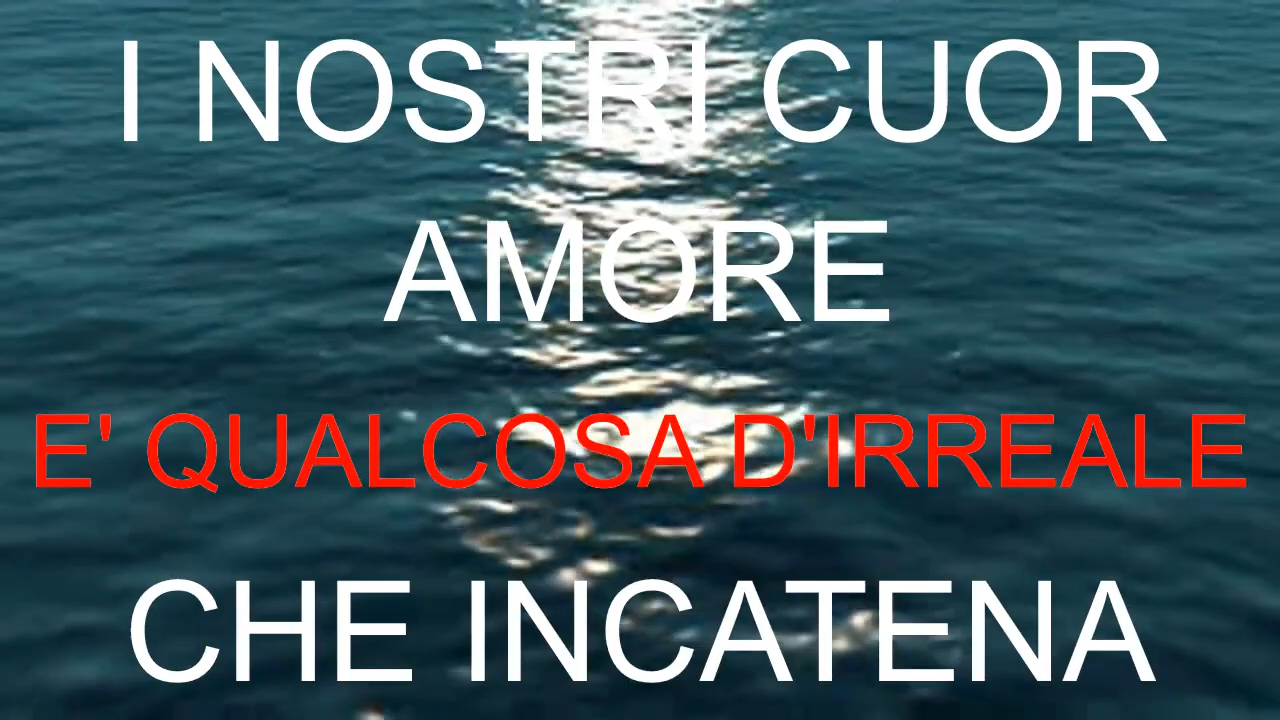 I NOSTRI CUOR
AMORE
E' QUALCOSA D'IRREALE
CHE INCATENA